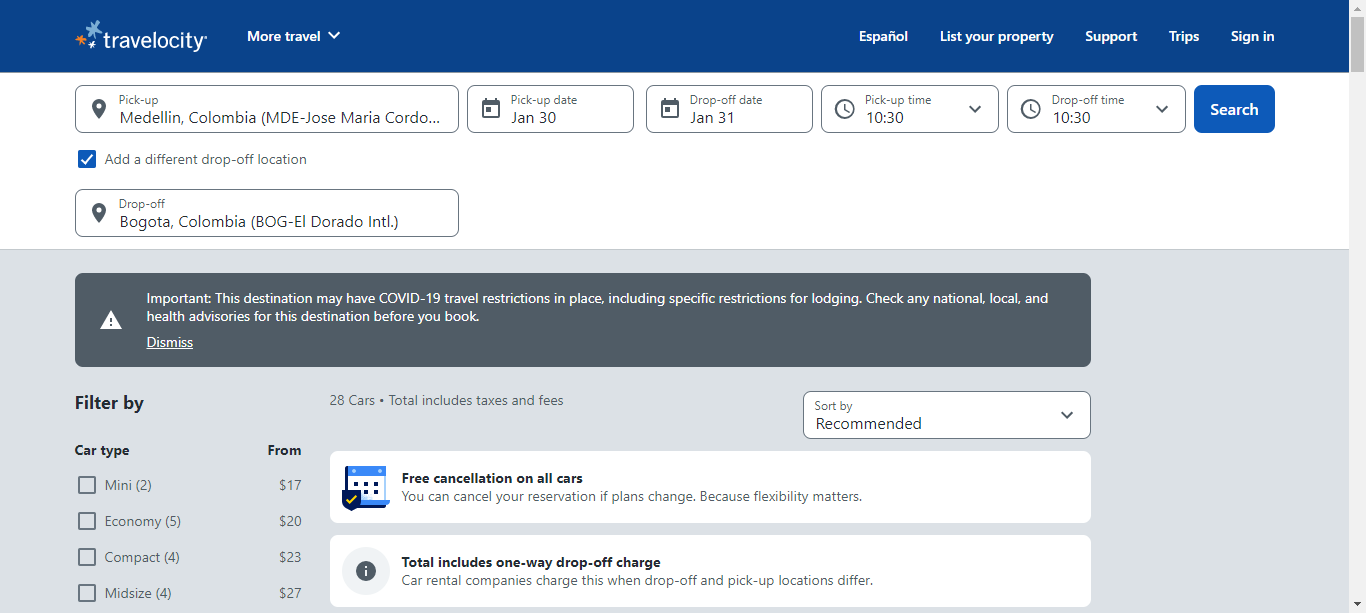 travelocity
More travel
Español
List your property
Support
Trips
Sign in
Pick-up
Medellin, Colombia (MDE-Jose Maria Cordo...
Pick-up date
Jan 30
Drop-off date
Jan 31
Pick-up time
10:30
Drop-off time
10:30
Search
Add a different drop-off location
Drop-off
Bogota, Colombia (BOG-El Dorado Intl.)
Important: This destination may have COVID-19 travel restrictions in place, including specific restrictions for lodging. Check any national, local, and
health advisories for this destination before you book.
Dismiss
Filter by
Car type From
Mini (2) $17
Economy (5) $20
Compact (4) $23
Midsize (4) $27
28 Cars • Total includes taxes and fees
Sort by
Recommended
Free cancellation on all cars
You can cancel your reservation if plans change. Because flexibility matters.
Total includes one-way drop-off charge
Car rental companies charge this when drop-off and pick-up locations differ.